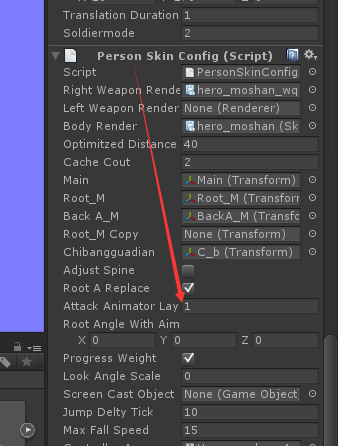 Translation Duration 1
Soldiermode 2
Person Skin Config (Script)
Script PersonSkinConfig
Right Weapon Rende hero_moshan_wq
Left Weapon Render None (Renderer)
Body Render hero_moshan (Sk
Optimitzed Distance 40
Cache Cout 2
Main Main (Transform)
Root_M Root_M (Transform
Back A_M BackA_M (Transfo
Root_M Copy None (Transform)
Chibangguadian C_b (Transform)
Adjust Spine
Root A Replace
Attack Animator Lay 1
Root Angle With Aim
X 0 Y 0 Z 0
Progress Weight
Look Angle Scale 0
Screen Cast Object None (Game Object
Jump Delty Tick 10
Max Fall Speed 15